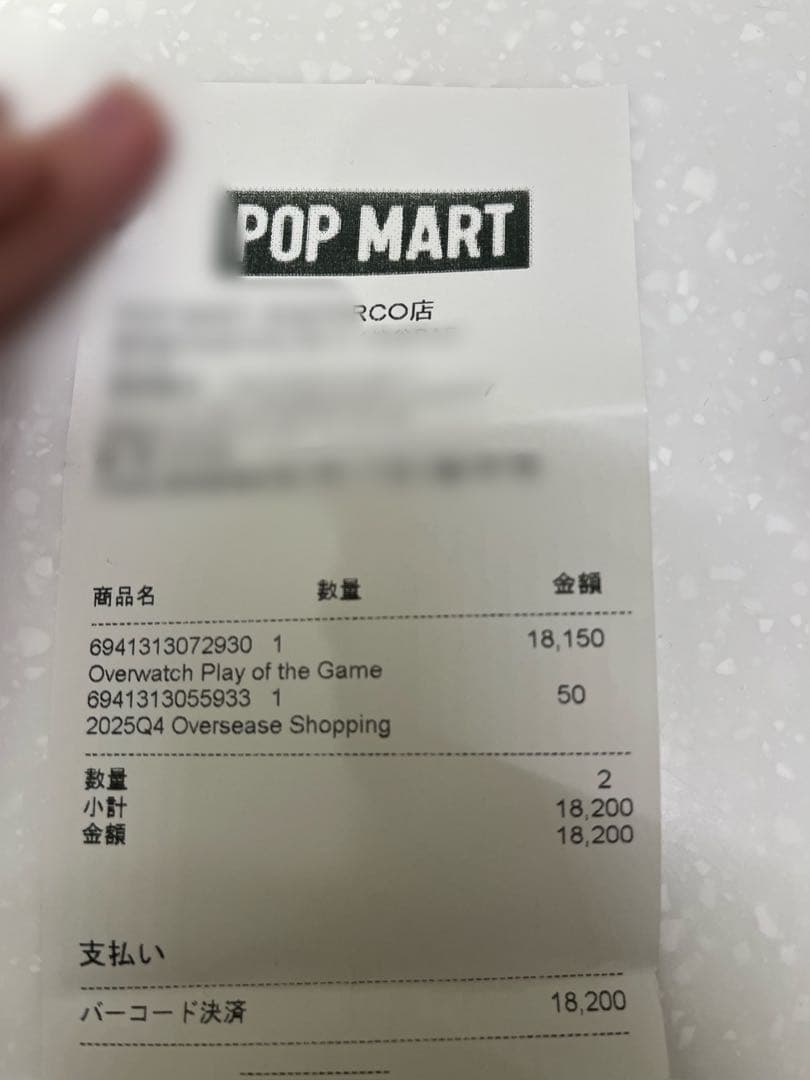 POP MART
RCO店
商品名 数量 金額
6941313072930 1 18,150
Overwatch Play of the Game
6941313055933 1 50
2025Q4 Oversease Shopping
数量 2
小計 18,200
金額 18,200
支払い
バーコード決済 18,200